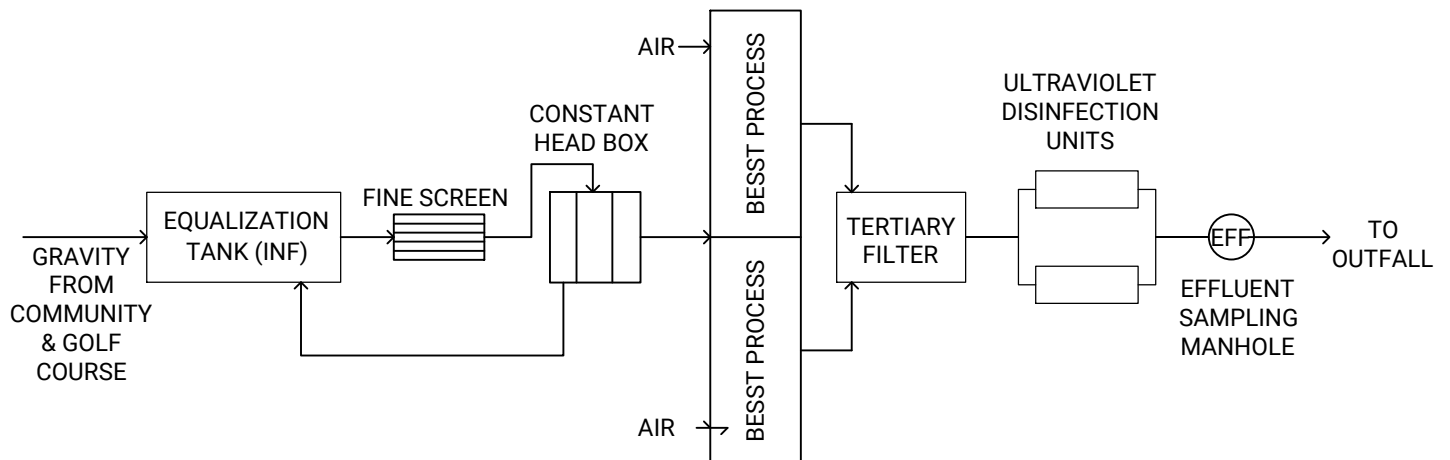 GRAVITY
FROM
COMMUNITY
& GOLF
COURSE
EQUALIZATION
TANK (INF)
FINE SCREEN
CONSTANT
HEAD BOX
AIR
BESST PROCESS
AIR
BESST PROCESS
TERTIARY
FILTER
ULTRAVIOLET
DISINFECTION
UNITS
EFF
EFFLUENT
SAMPLING
MANHOLE
TO
OUTFALL